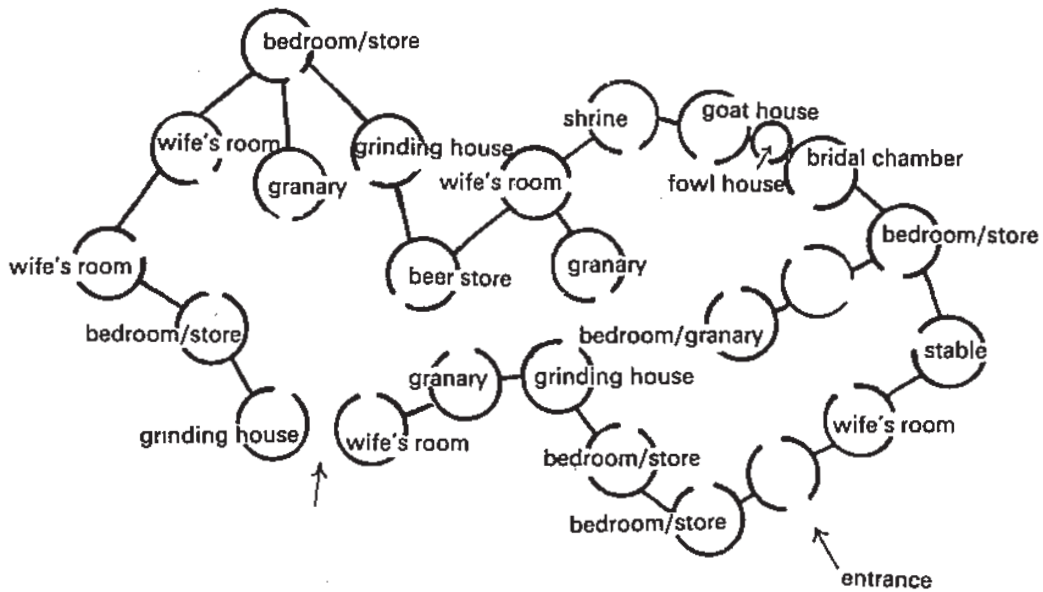 bedroom/store
shrine
goat house
wife's room
grinding house
bridal chamber
granary
wife's room
fowl house
bedroom/store
wife's room
beer store
granary
bedroom/store
bedroom/granary
stable
granary
grinding house
grinding house
wife's room
wife's room
bedroom/store
bedroom/store
entrance